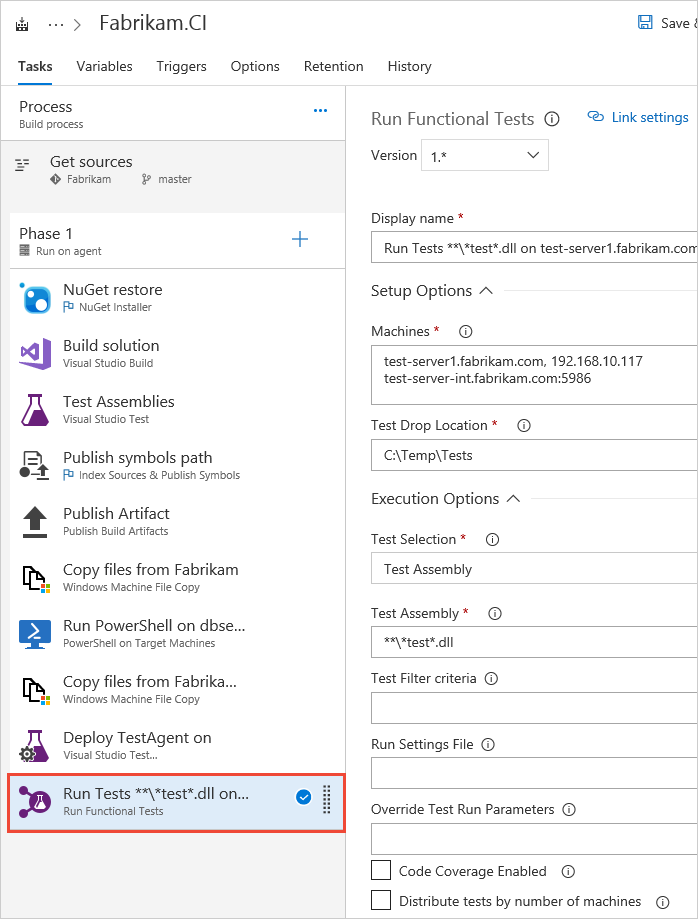 ··· > Fabrikam.CI
Save &
Tasks Variables Triggers Options Retention History
Process
Build process
Get sources
Fabrikam master
Phase 1
Run on agent
NuGet restore
NuGet Installer
Build solution
Visual Studio Build
Test Assemblies
Visual Studio Test
Publish symbols path
Index Sources & Publish Symbols
Publish Artifact
Publish Build Artifacts
Copy files from Fabrikam
Windows Machine File Copy
Run PowerShell on dbse...
PowerShell on Target Machines
Copy files from Fabrika...
Windows Machine File Copy
Deploy TestAgent on
Visual Studio Test...
Run Tests **\*test*.dll on...
Run Functional Tests
Run Functional Tests
Link settings
Version 1.*
Display name *
Run Tests **\*test*.dll on test-server1.fabrikam.com
Setup Options
Machines *
test-server1.fabrikam.com, 192.168.10.117
test-server-int.fabrikam.com:5986
Test Drop Location *
C:\Temp\Tests
Execution Options
Test Selection *
Test Assembly
Test Assembly *
**\*test*.dll
Test Filter criteria
Run Settings File
Override Test Run Parameters
Code Coverage Enabled
Distribute tests by number of machines